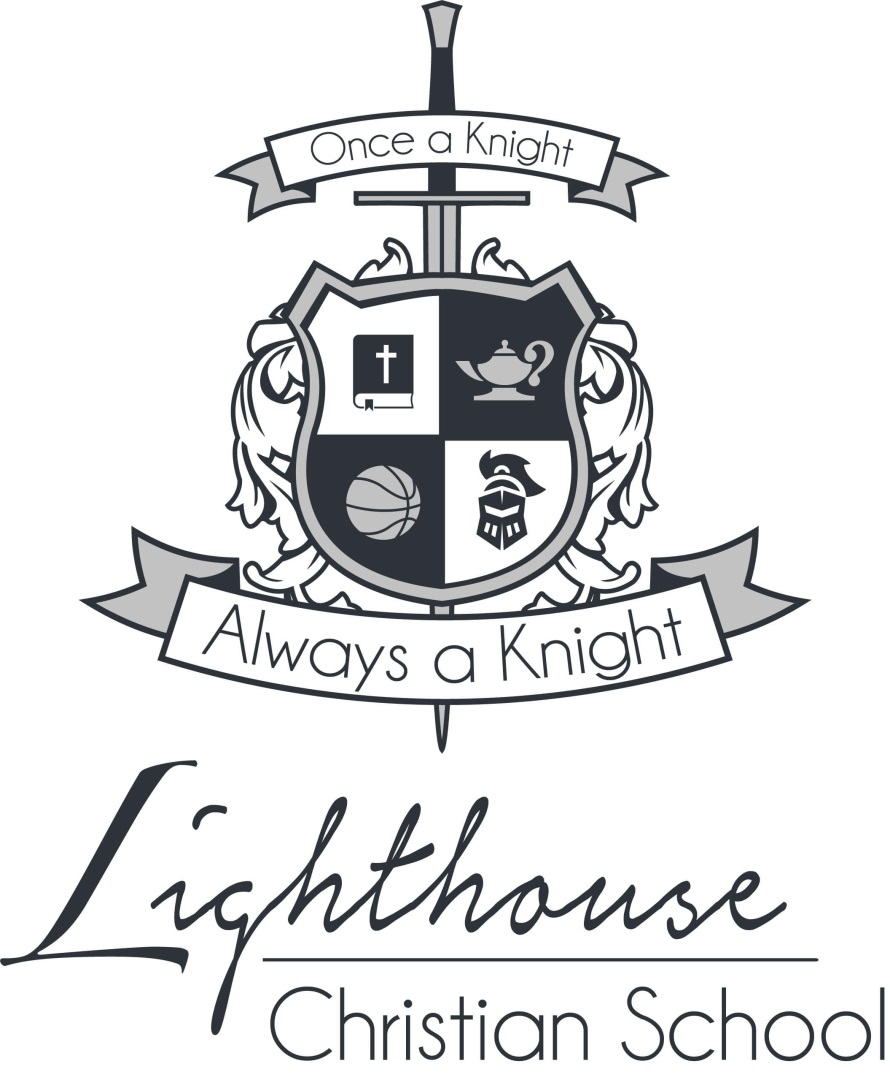 Once a Knight
Always a Knight
Lighthouse
Christian School